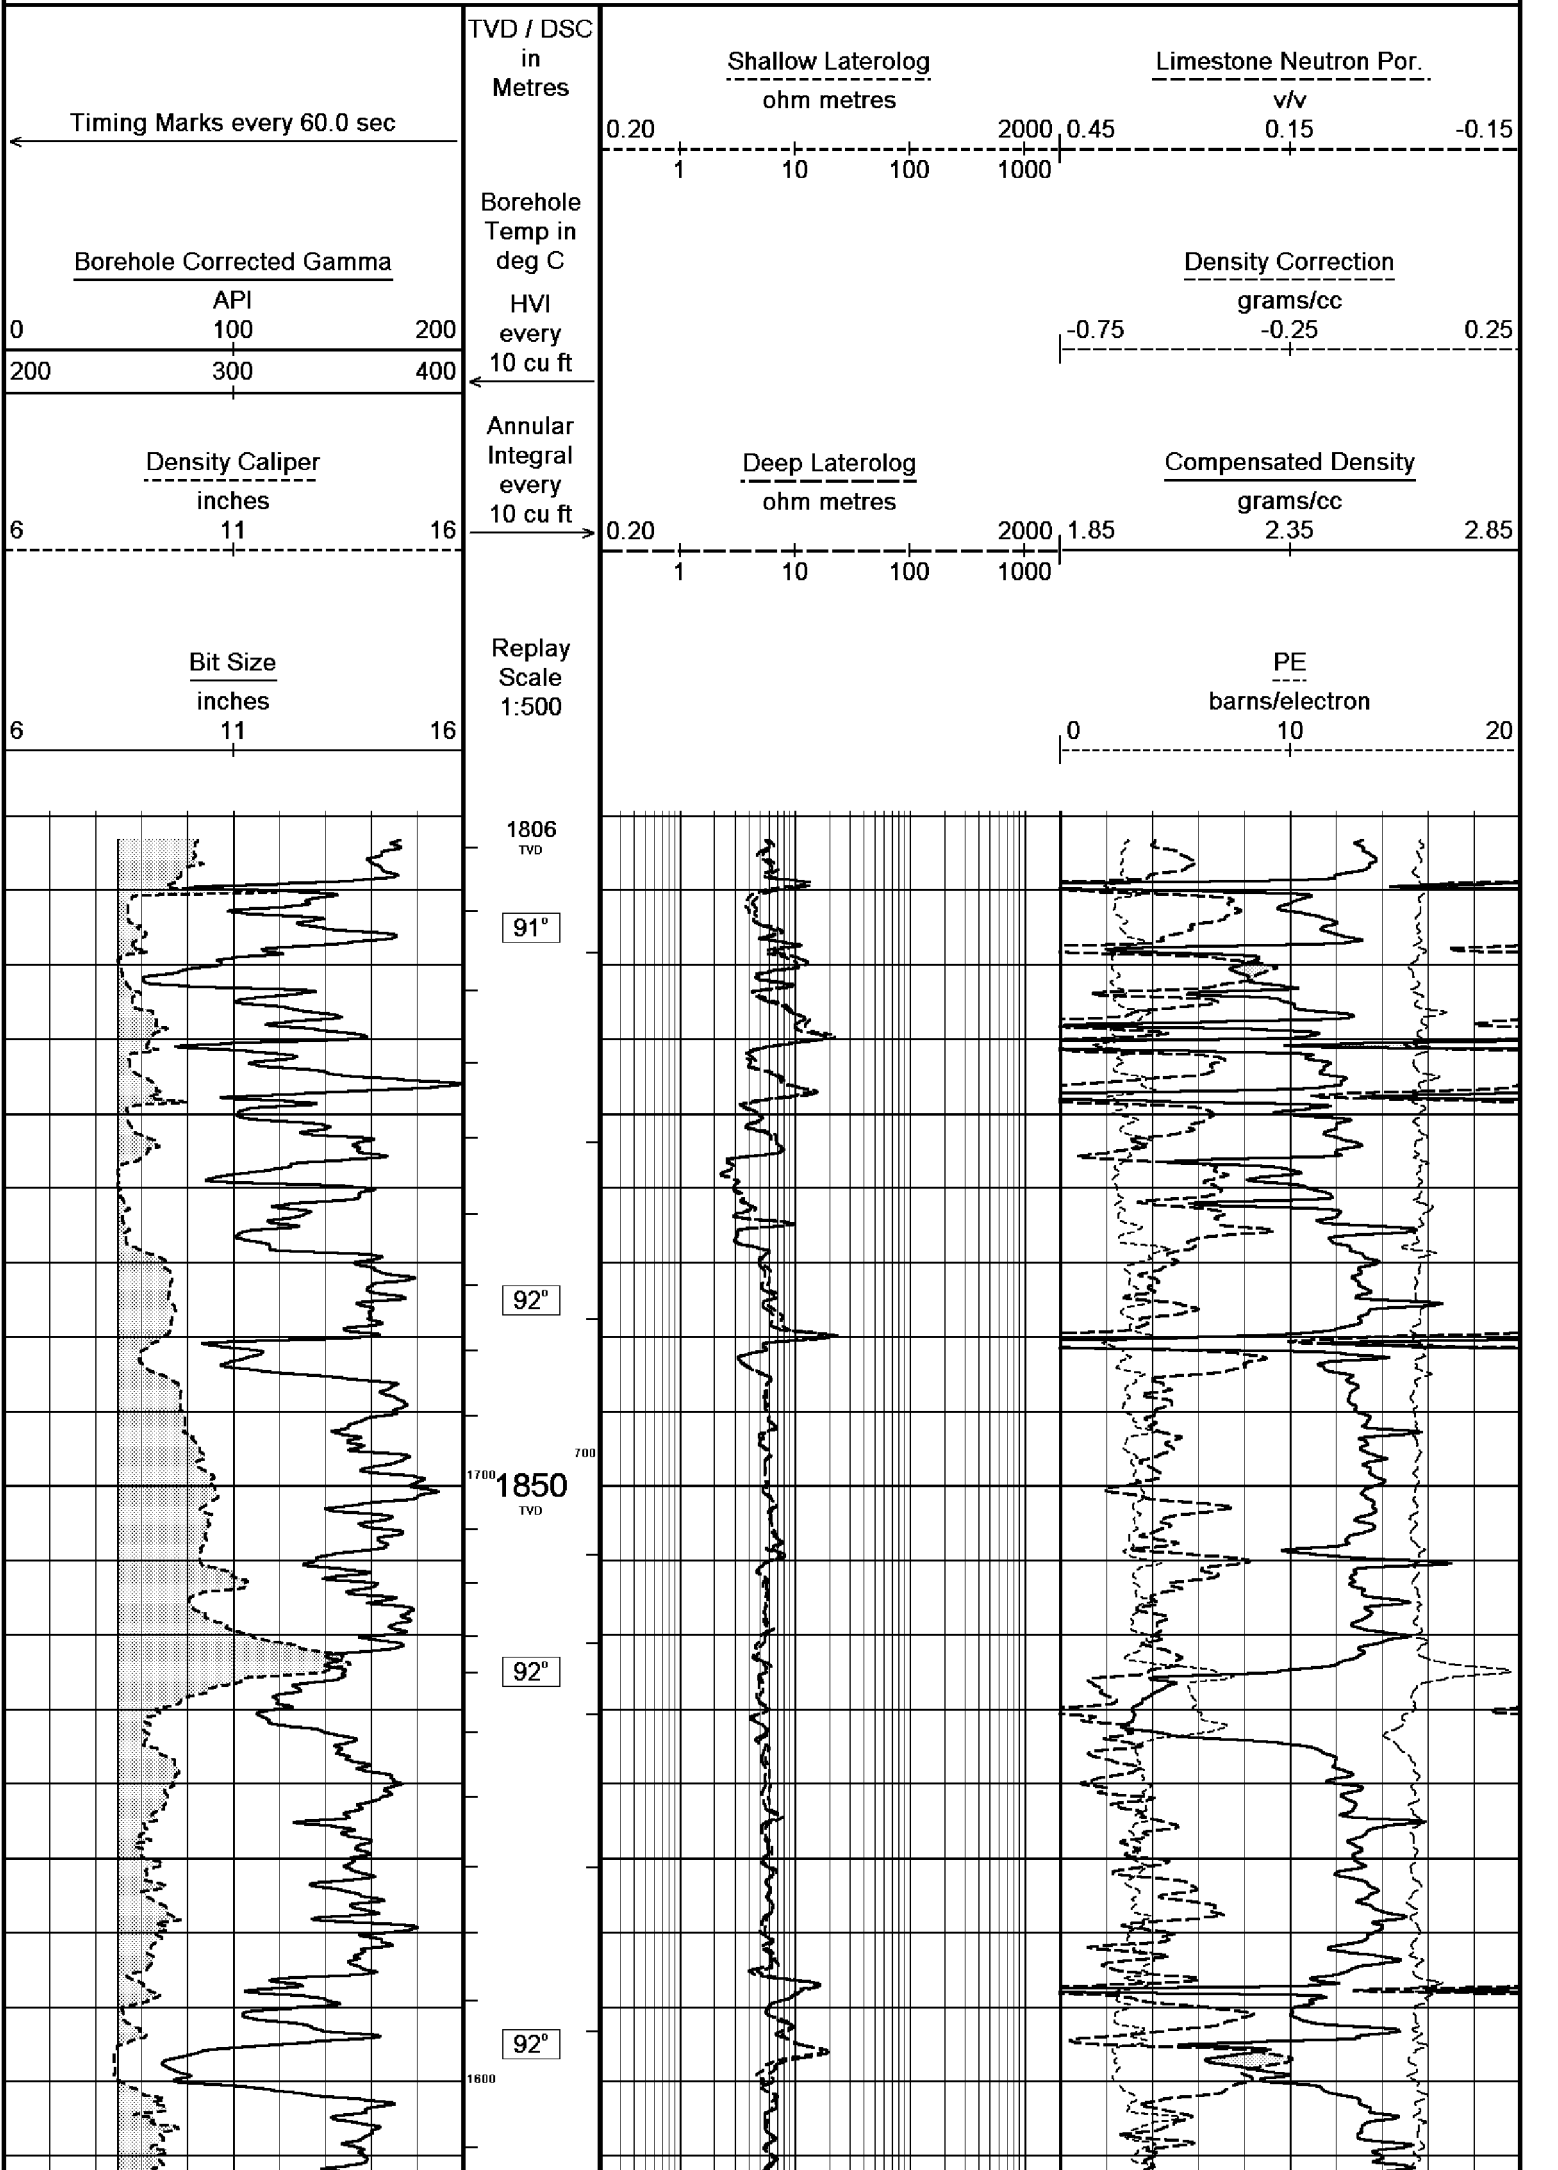 Timing Marks every 60.0 sec
Borehole Corrected Gamma
API
0 100 200
200 300 400
Density Caliper
inches
6 11 16
Bit Size
inches
6 11 16
TVD / DSC
in
Metres
Borehole
Temp in
deg C
HVI
every
10 cu ft
Annular
Integral
every
10 cu ft
Replay
Scale
1:500
Shallow Laterolog
ohm metres
0.20 2000
1 10 100 1000
Deep Laterolog
ohm metres
0.20 2000
1 10 100 1000
Limestone Neutron Por.
v/v
0.45 0.15 -0.15
Density Correction
grams/cc
-0.75 -0.25 0.25
Compensated Density
grams/cc
1.85 2.35 2.85
PE
barns/electron
0 10 20
1806
TVD
91°
92°
700
1700 1850
TVD
92°
92°
1600